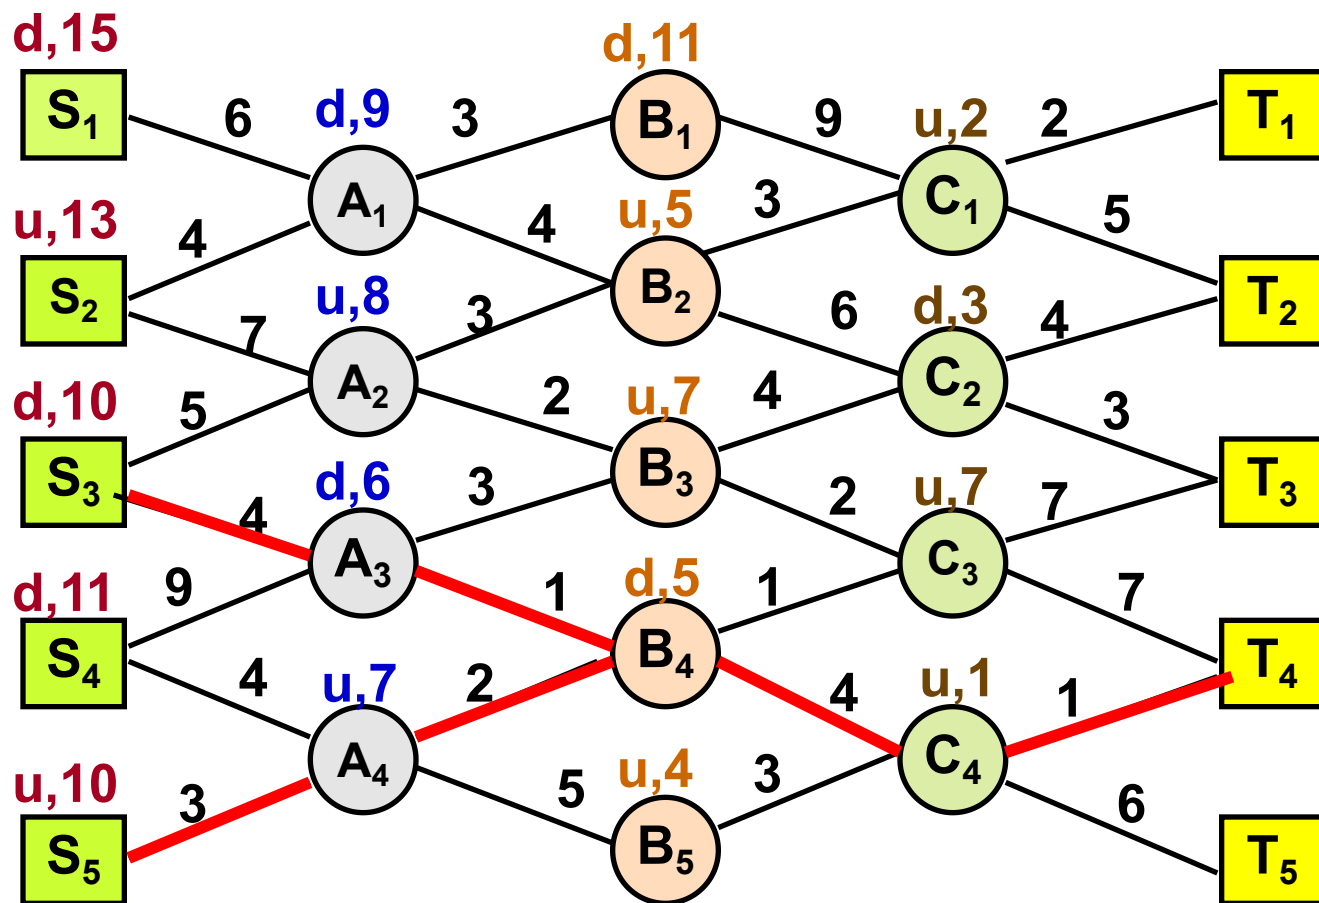 d,15
d,11
S1
6
d,9
3
B1
9
u,2
2
T1
A1
C1
u,13
4
4
u,5
3
5
S2
7
u,8
3
B2
6
d,3
4
T2
d,10
5
A2
2
u,7
4
C2
3
S3
4
d,6
3
B3
2
u,7
7
T3
d,11
9
A3
1
d,5
1
C3
7
S4
4
u,7
2
B4
4
u,1
1
T4
u,10
3
A4
5
u,4
3
C4
6
S5
B5
T5